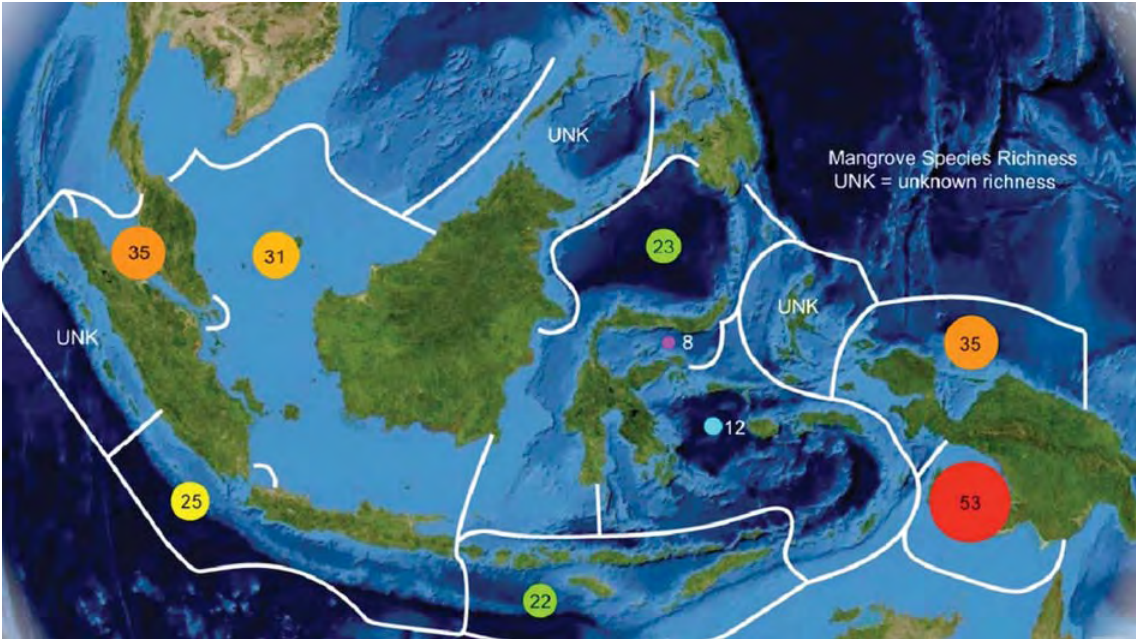 UNK
Mangrove Species Richness
UNK = unknown richness
35
31
23
UNK
UNK
8
35
12
25
53
22